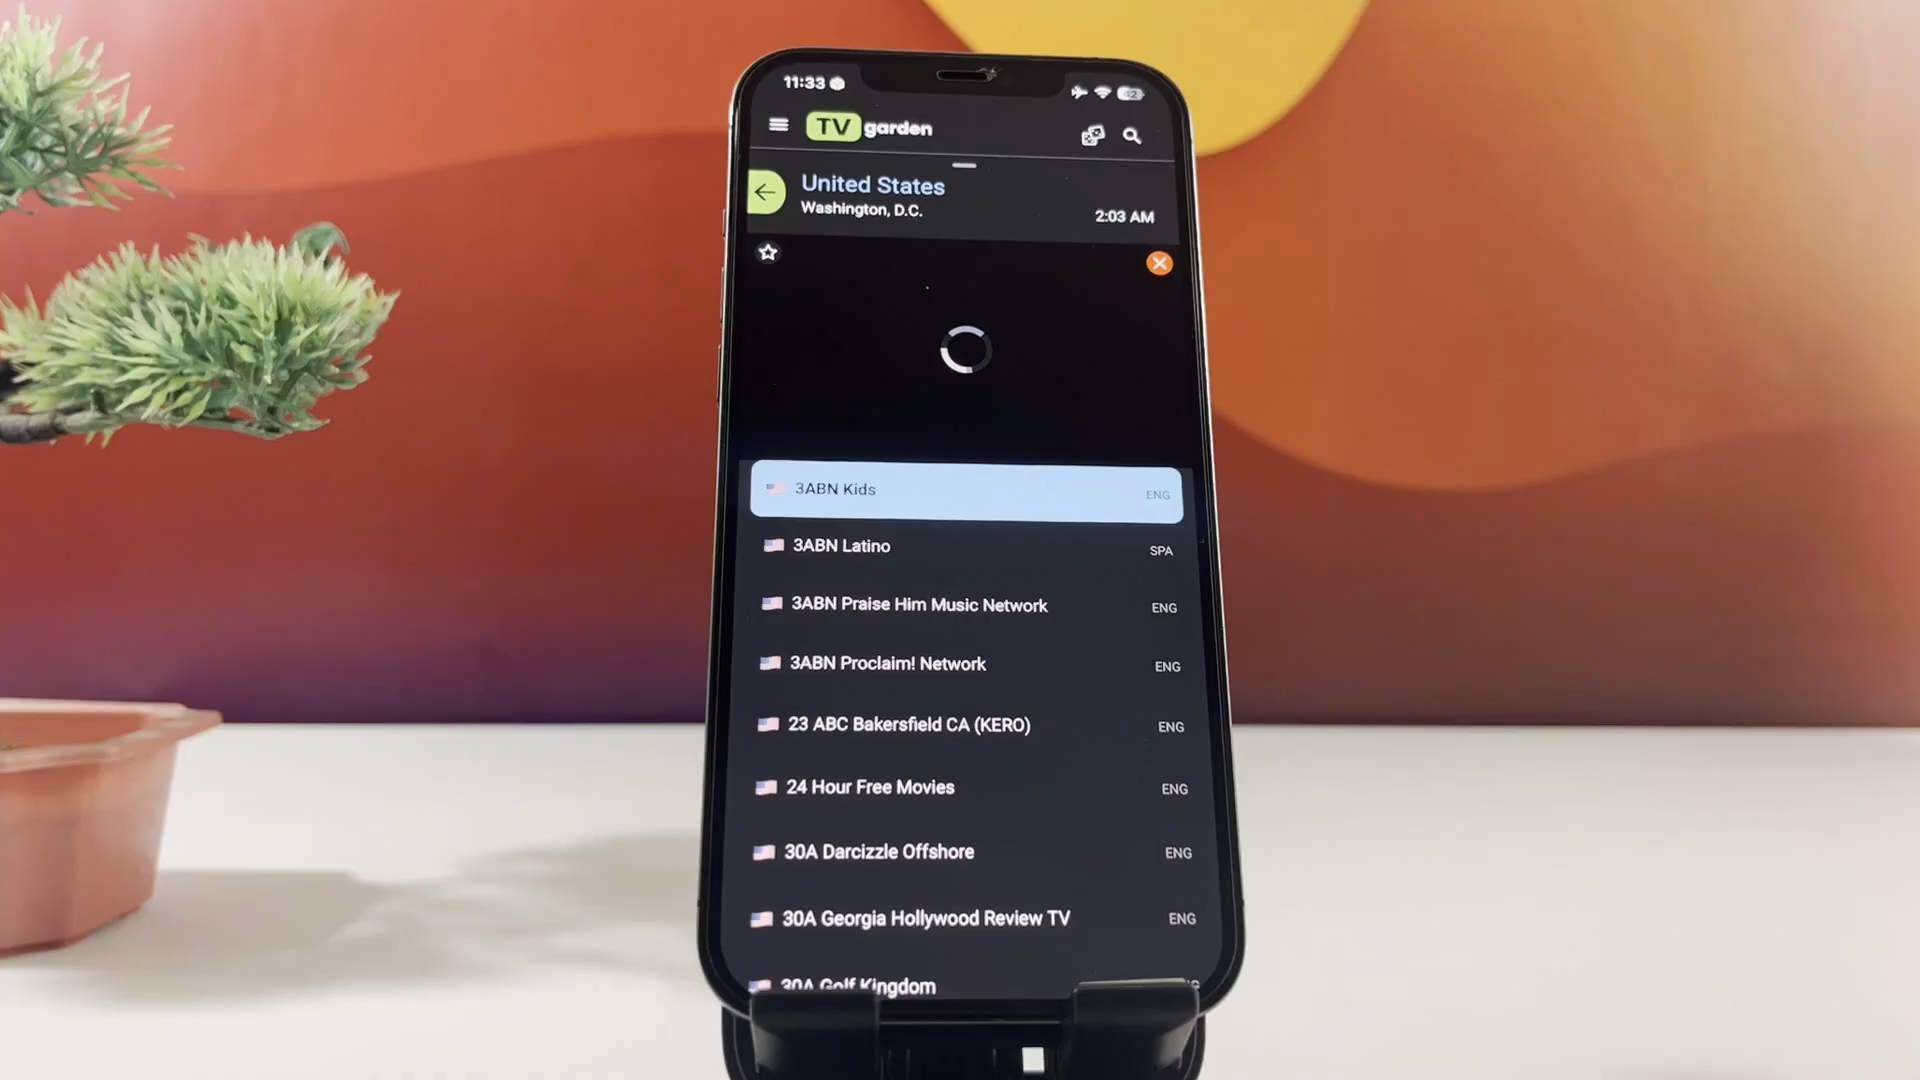 11:33
42
TV garden
United States
Washington, D.C.
2:03 AM
3ABN Kids ENG
3ABN Latino SPA
3ABN Praise Him Music Network ENG
3ABN Proclaim! Network ENG
23 ABC Bakersfield CA (KERO) ENG
24 Hour Free Movies ENG
30A Darcizzle Offshore ENG
30A Georgia Hollywood Review TV ENG
30A Golf Kingdom